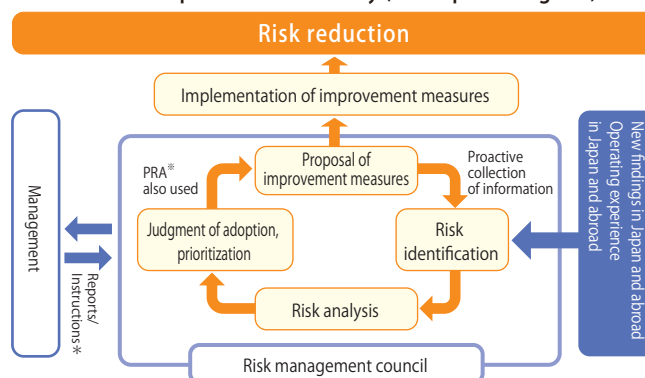 Risk reduction
Implementation of improvement measures
Proposal of
improvement measures
PRA※
also used
Proactive
collection
of information
Judgment of adoption,
prioritization
Risk
identification
Risk analysis
Risk management council
Management
Reports/
Instructions*
New findings in Japan and abroad
Operating experience
in Japan and abroad